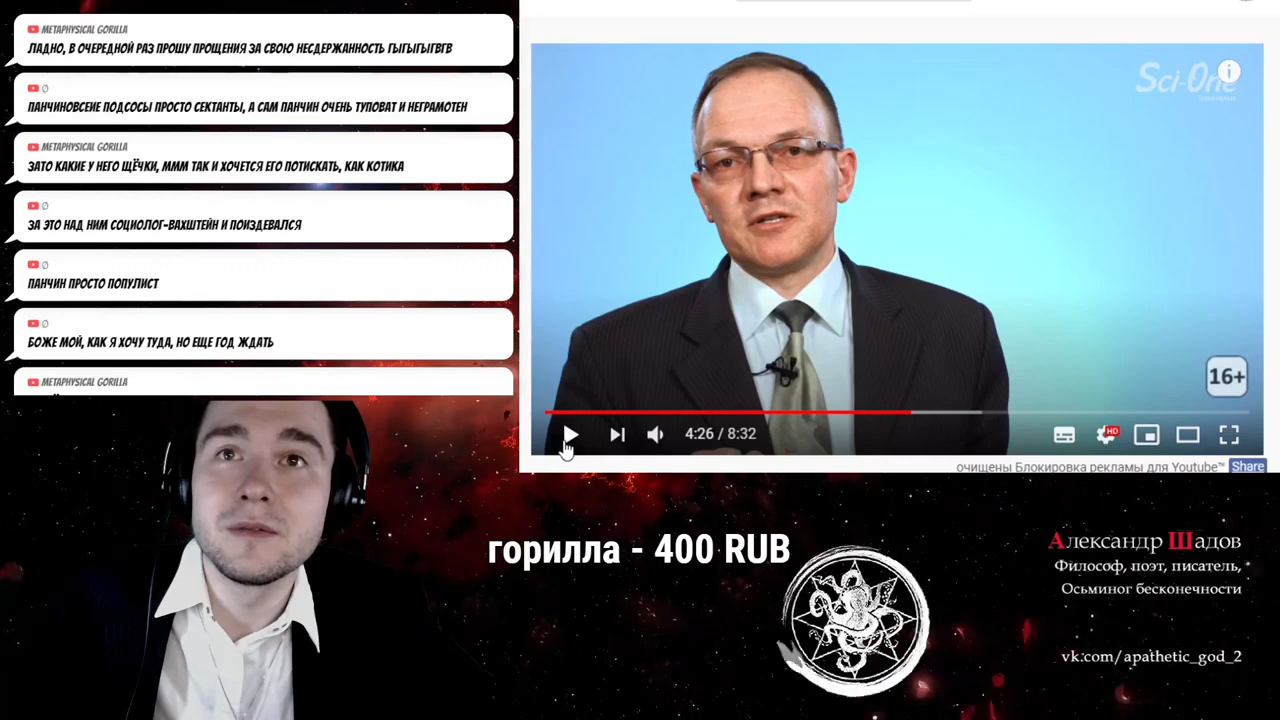 METAPHYSICAL GORILLA
ЛАДНО, В ОЧЕРЕДНОЙ РАЗ ПРОШУ ПРОЩЕНИЯ ЗА СВОЮ НЕСДЕРЖАННОСТЬ ГЫГЫГЫГВГВ
Ø
ПАНЧИНОВСЕИЕ ПОДСОСЫ ПРОСТО СЕКТАНТЫ, А САМ ПАНЧИН ОЧЕНЬ ТУПОВАТ И НЕГРАМОТЕН
METAPHYSICAL GORILLA
ЗАТО КАКИЕ У НЕГО ЩЁЧКИ, МММ ТАК И ХОЧЕТСЯ ЕГО ПОТИСКАТЬ, КАК КОТИКА
Ø
ЗА ЭТО НАД НИМ СОЦИОЛОГ-ВАХШТЕЙН И ПОИЗДЕВАЛСЯ
Ø
ПАНЧИН ПРОСТО ПОПУЛИСТ
Ø
БОЖЕ МОЙ, КАК Я ХОЧУ ТУДА, НО ЕЩЕ ГОД ЖДАТЬ
METAPHYSICAL GORILLA
Sci-One
16+
4:26 / 8:32
HD
очищены Блокировка рекламы для Youtube™ Share
горилла - 400 RUB
Александр Шадов
Философ, поэт, писатель,
Осьминог бесконечности
vk.com/apathetic_god_2